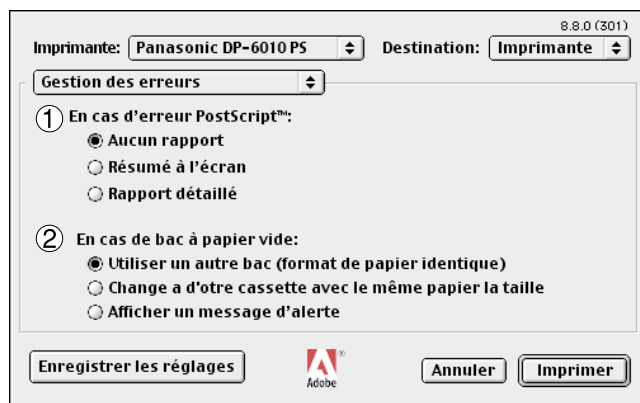 8.8.0 (301)
Imprimante: Panasonic DP-6010 PS Destination: Imprimante
Gestion des erreurs
① En cas d'erreur PostScript™:
Aucun rapport
Résumé à l'écran
Rapport détaillé
② En cas de bac à papier vide:
Utiliser un autre bac (format de papier identique)
Change a d'otre cassette avec le même papier la taille
Afficher un message d'alerte
Enregistrer les réglages Adobe® Annuler Imprimer